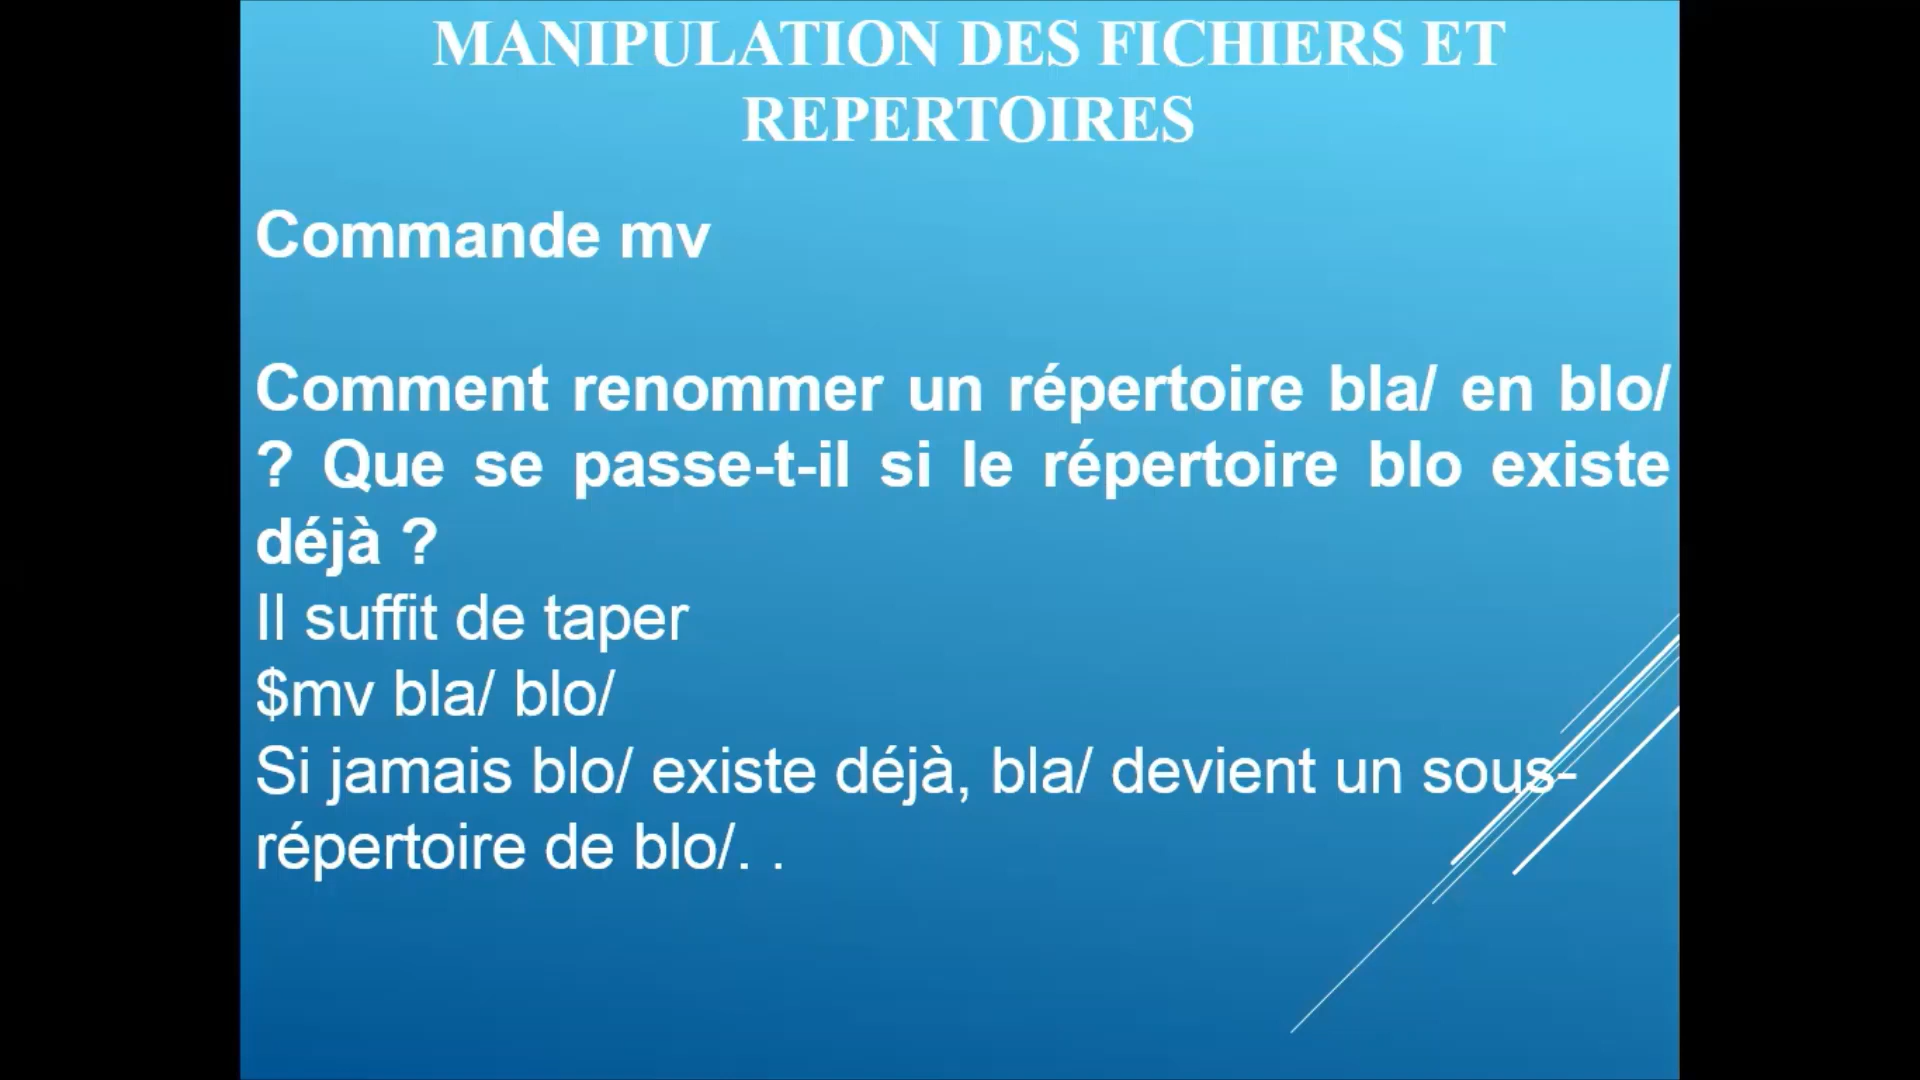 MANIPULATION DES FICHIERS ET
REPERTOIRES
Commande mv
Comment renommer un répertoire bla/ en blo/
? Que se passe-t-il si le répertoire blo existe
déjà ?
Il suffit de taper
$mv bla/ blo/
Si jamais blo/ existe déjà, bla/ devient un sous-
répertoire de blo/. .